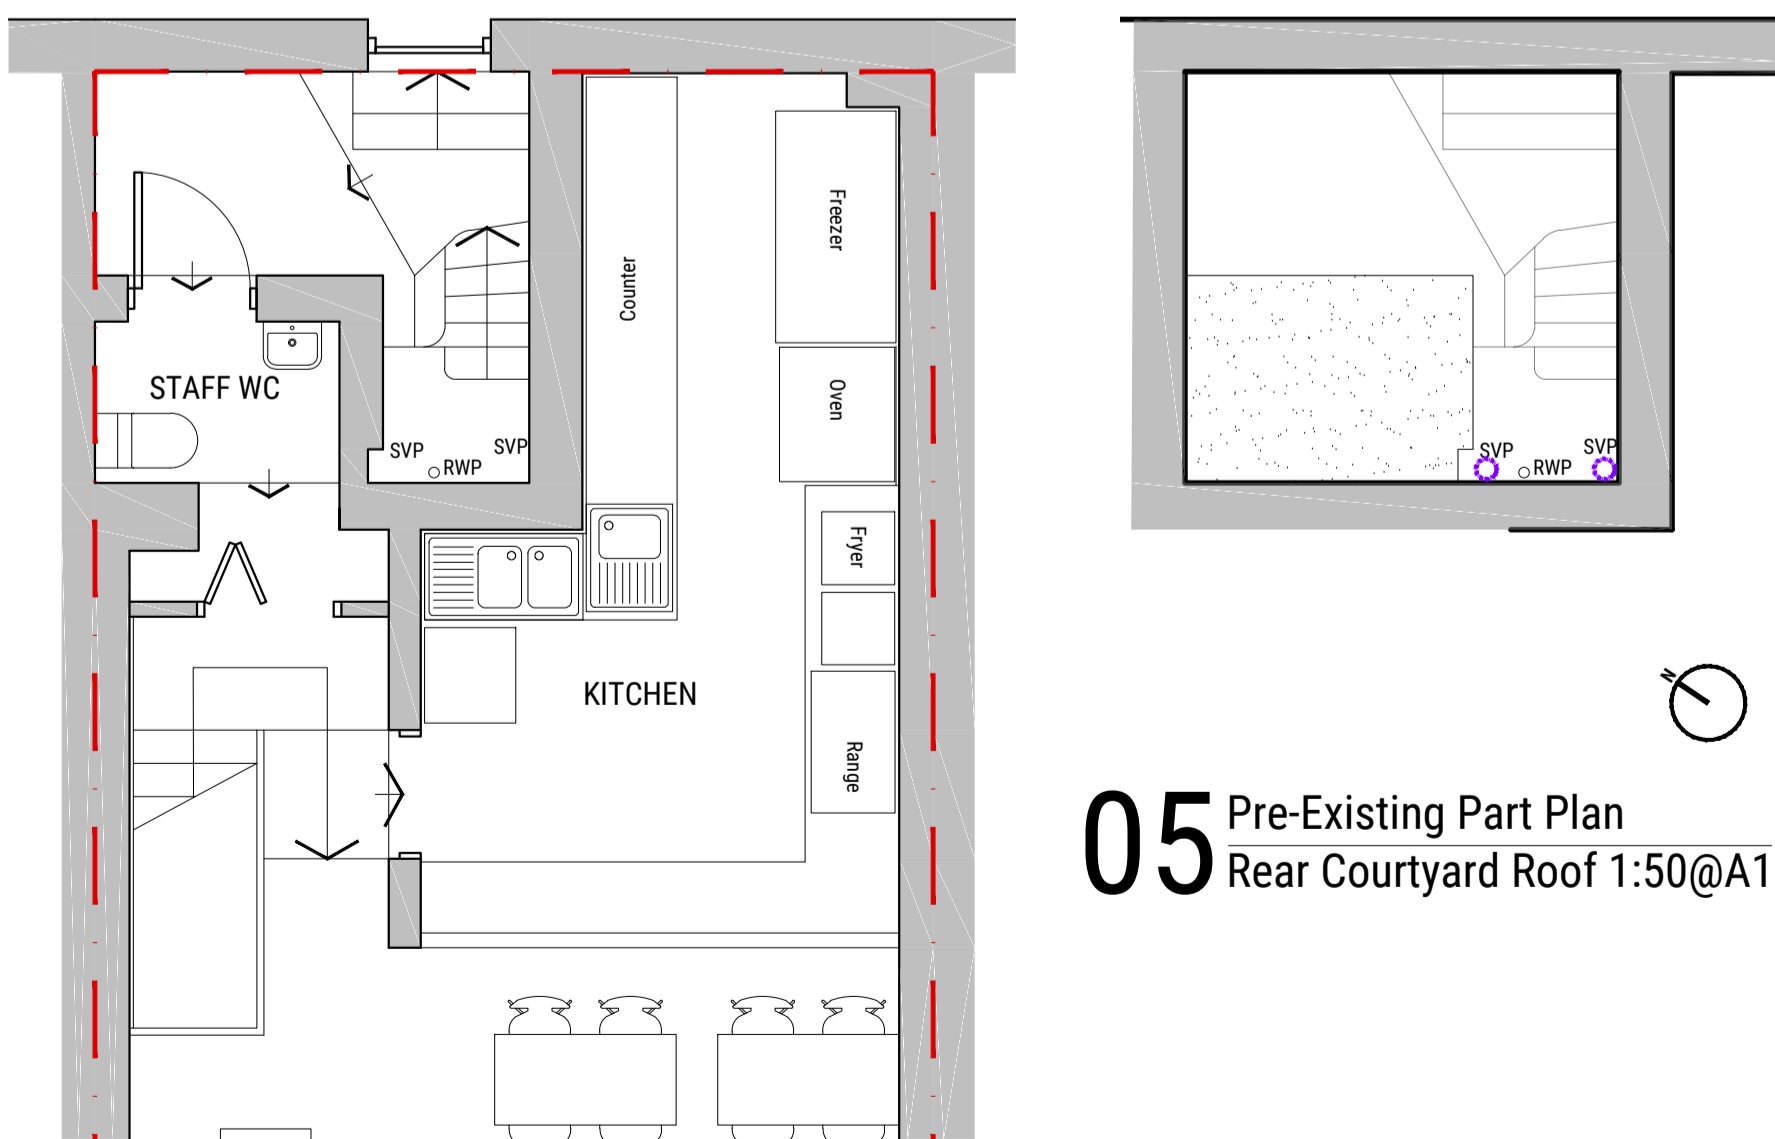 Freezer
Counter
Oven
STAFF WC
SVP
SVP
RWP
Fryer
KITCHEN
Range
SVP
SVP
RWP
N
05
Pre-Existing Part Plan
Rear Courtyard Roof 1:50@A1